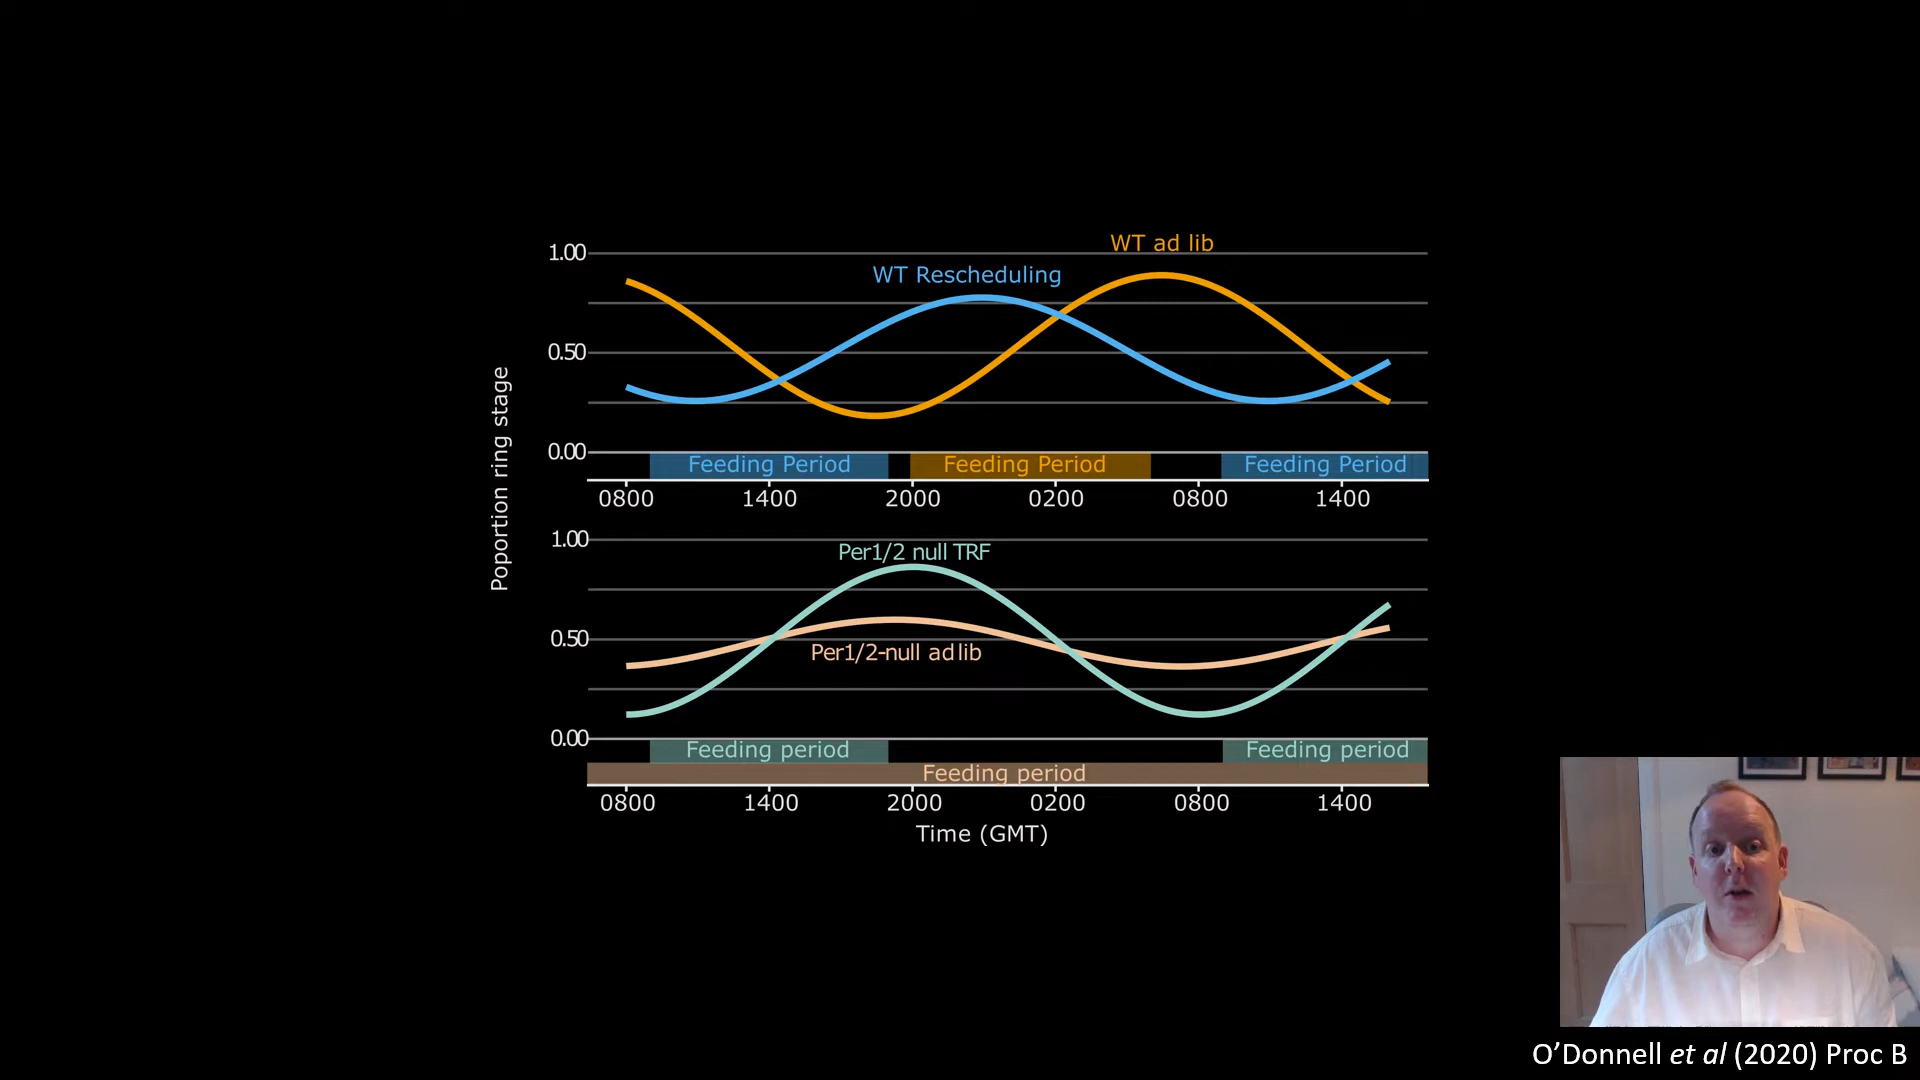 WT ad lib
1.00
WT Rescheduling
0.50
0.00
Feeding Period Feeding Period Feeding Period
0800 1400 2000 0200 0800 1400
Poportion ring stage
1.00
Per1/2 null TRF
0.50
Per1/2-null ad lib
0.00
Feeding period Feeding period
Feeding period
0800 1400 2000 0200 0800 1400
Time (GMT)
O’Donnell et al (2020) Proc B